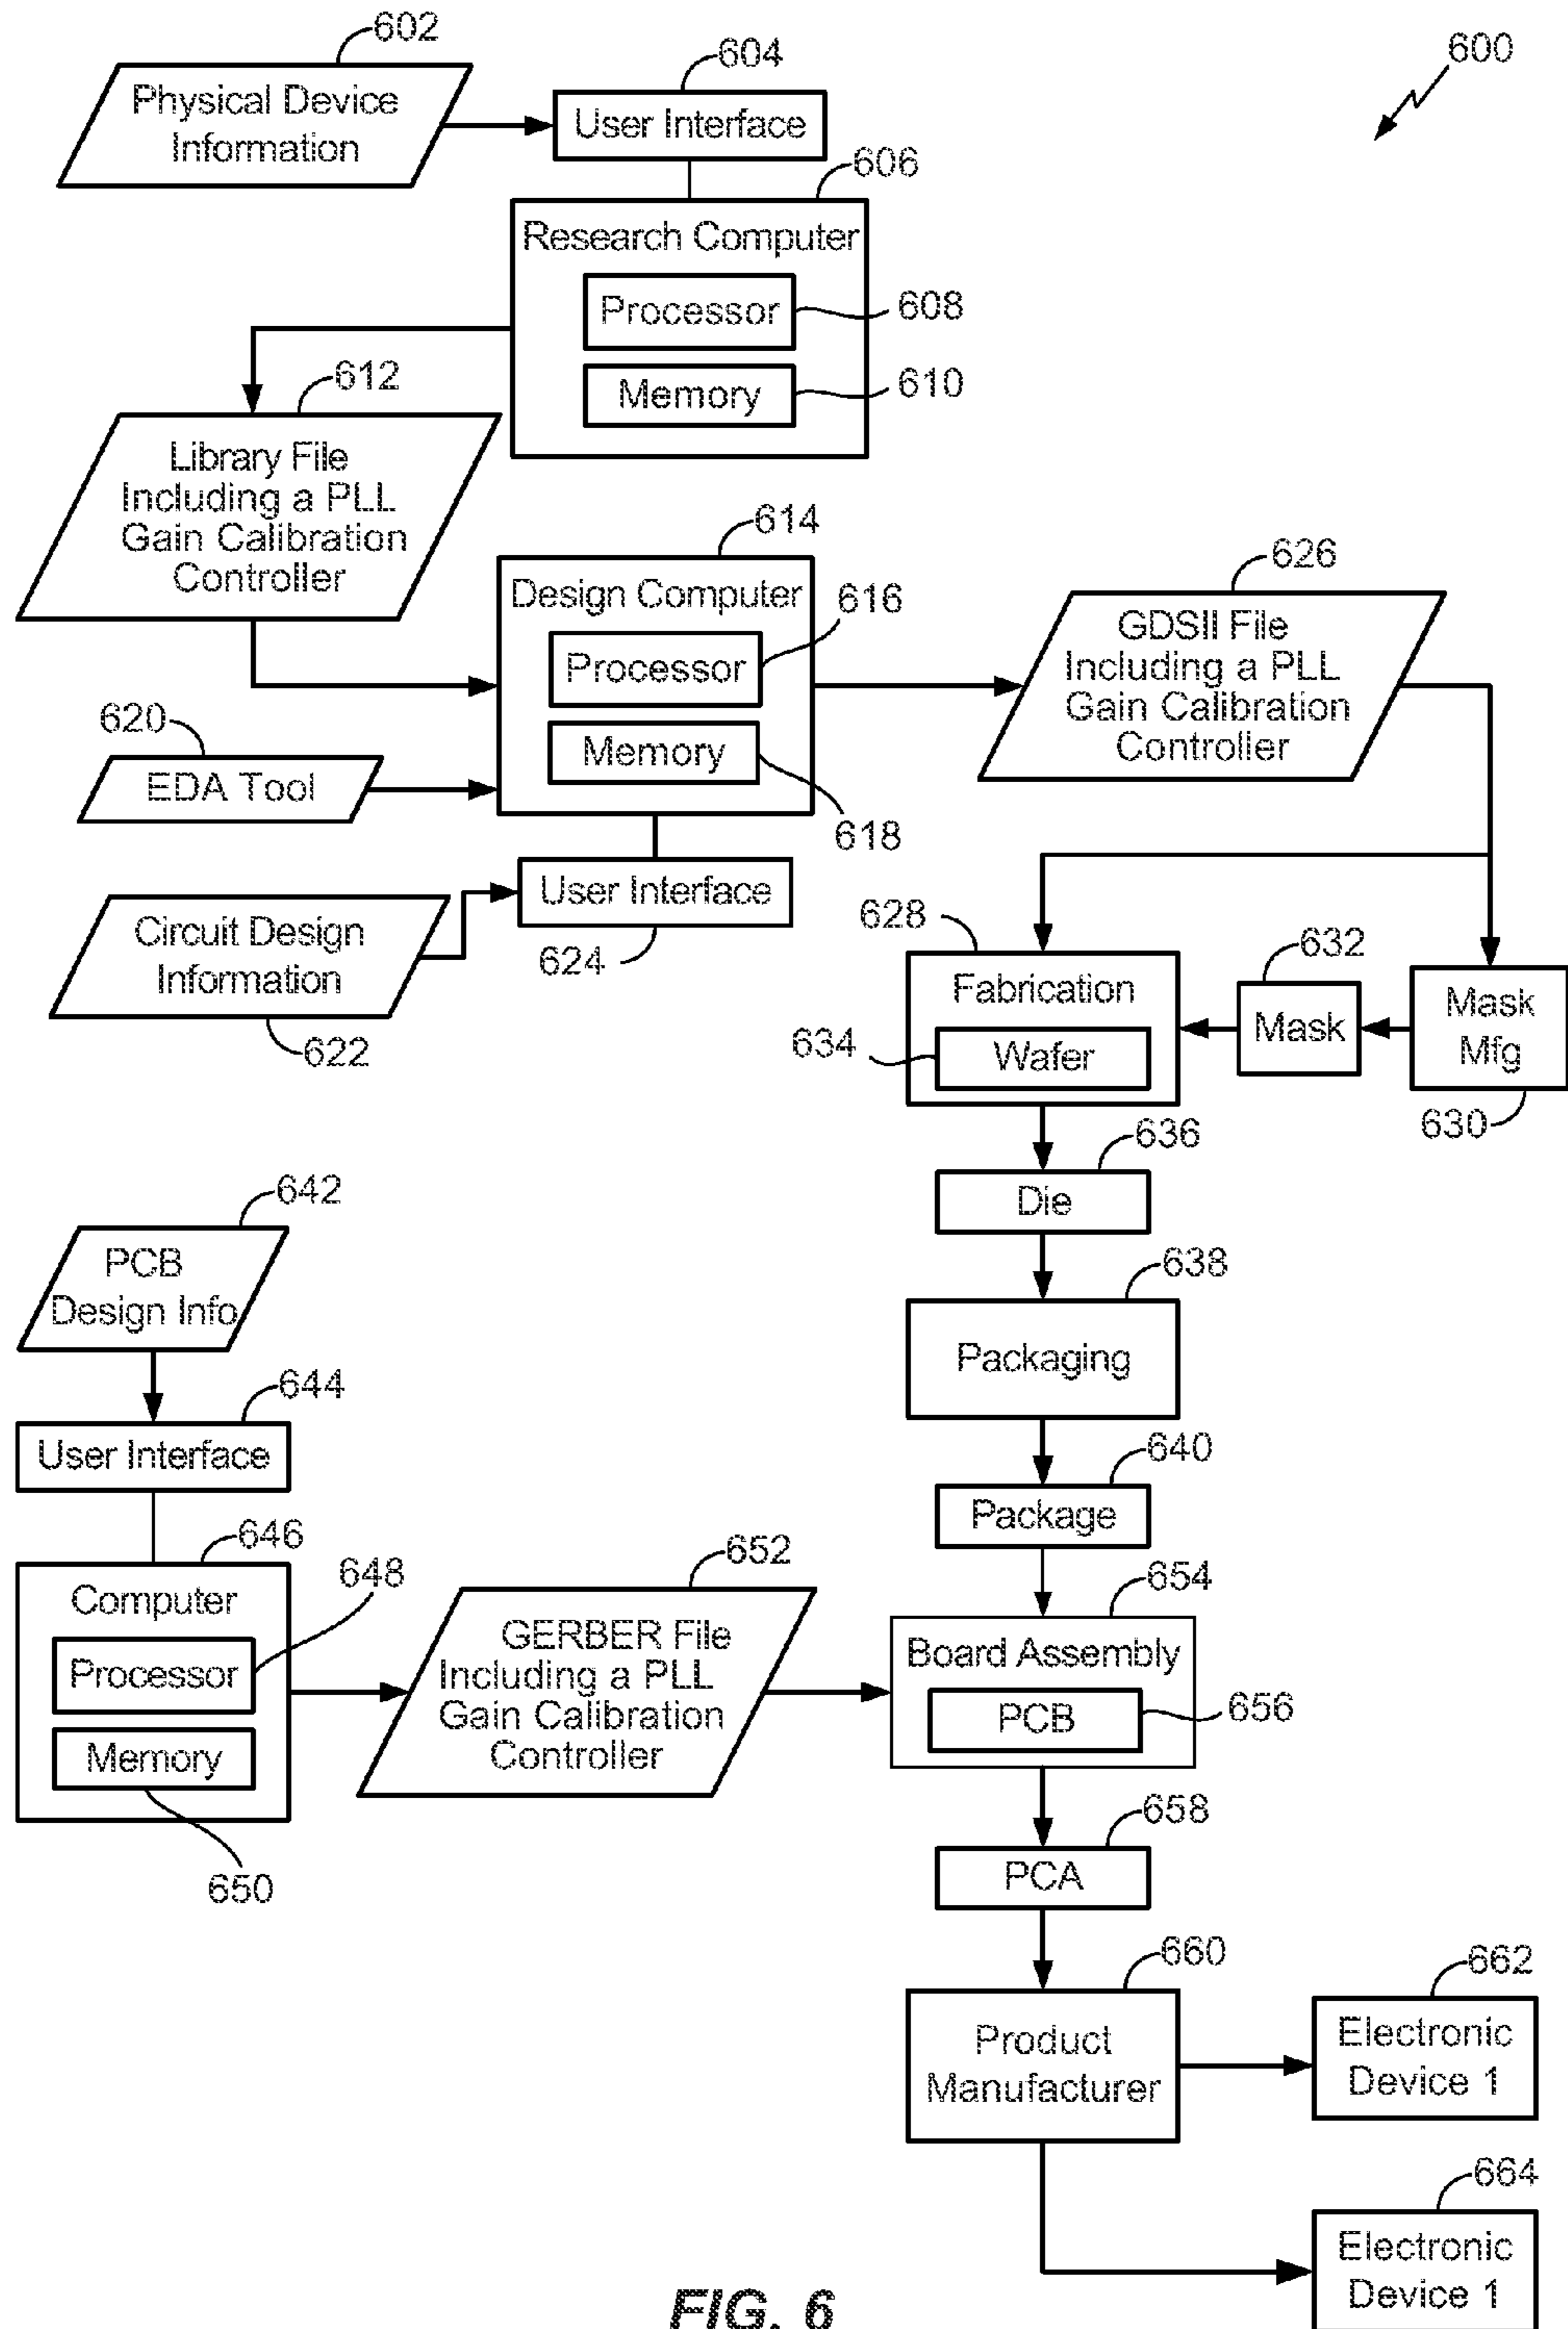 602
604
600
Physical Device
Information
User Interface
606
Research Computer
Processor
608
Memory
610
612
Library File
Including a PLL
Gain Calibration
Controller
614
Design Computer
616
Processor
Memory
618
626
GDSII File
Including a PLL
Gain Calibration
Controller
620
EDA Tool
User Interface
624
Circuit Design
Information
622
628
Fabrication
634
Wafer
632
Mask
Mask
Mfg
630
636
Die
638
Packaging
640
Package
642
PCB
Design Info
644
User Interface
646
648
Computer
Processor
Memory
650
652
GERBER File
Including a PLL
Gain Calibration
Controller
654
Board Assembly
PCB
656
658
PCA
660
Product
Manufacturer
662
Electronic
Device 1
664
Electronic
Device 1
FIG. 6